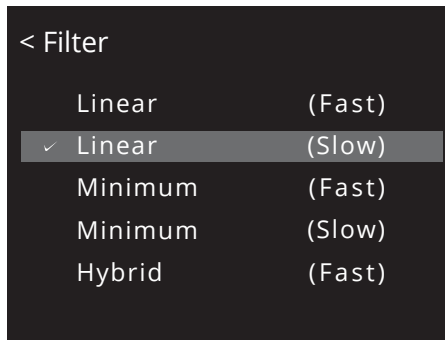 < Filter
Linear (Fast)
✓ Linear (Slow)
Minimum (Fast)
Minimum (Slow)
Hybrid (Fast)